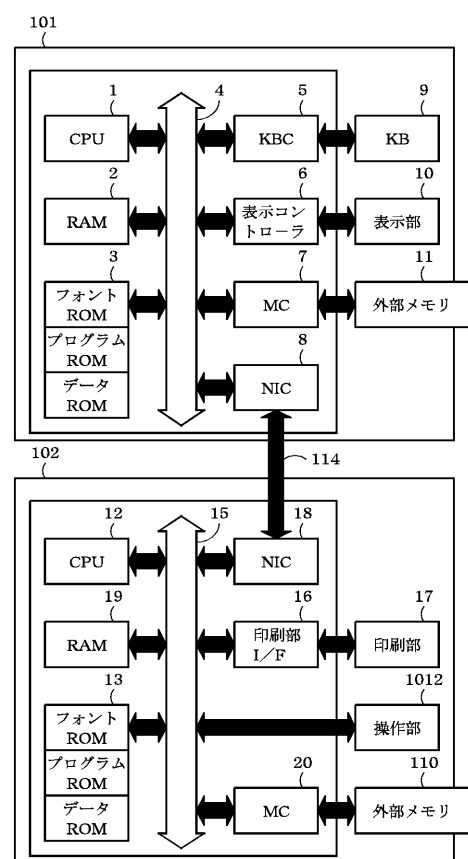 101
1
4
5
9
CPU
KBC
KB
2
6
10
RAM
表示コン
トローラ
表示部
3
7
11
フォント
ROM
MC
外部メモリ
プログラム
ROM
8
データ
ROM
NIC
102
114
12
15
18
CPU
NIC
19
16
17
RAM
印刷部
I/F
印刷部
13
1012
フォント
ROM
操作部
プログラム
ROM
20
110
データ
ROM
MC
外部メモリ